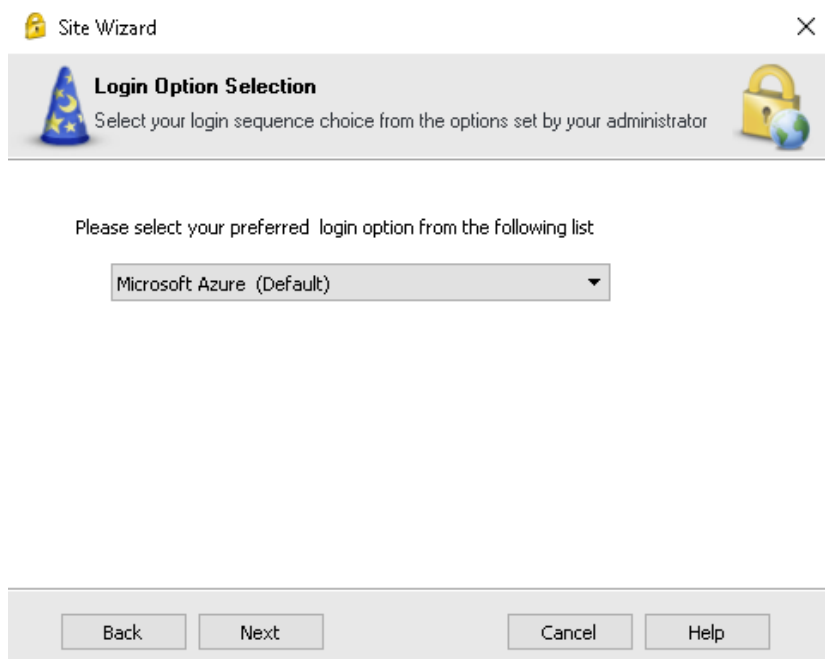 Site Wizard
Login Option Selection
Select your login sequence choice from the options set by your administrator
Please select your preferred  login option from the following list
Microsoft Azure  (Default)
Back
Next
Cancel
Help